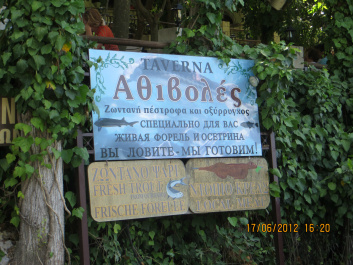 TAVERNA
Αθιβολές
Ζωντανή πέστροφα και οξύρρυγχος
СПЕЦИАЛЬНО ДЛЯ ВАС
ЖИВАЯ ФОРЕЛЬ И ОСЕТРИНА
ВЫ ЛОВИТЕ-МЫ ГОТОВИМ!
FRESH TROUT
FRISCHE FORELLE
17/05/2012 16:20